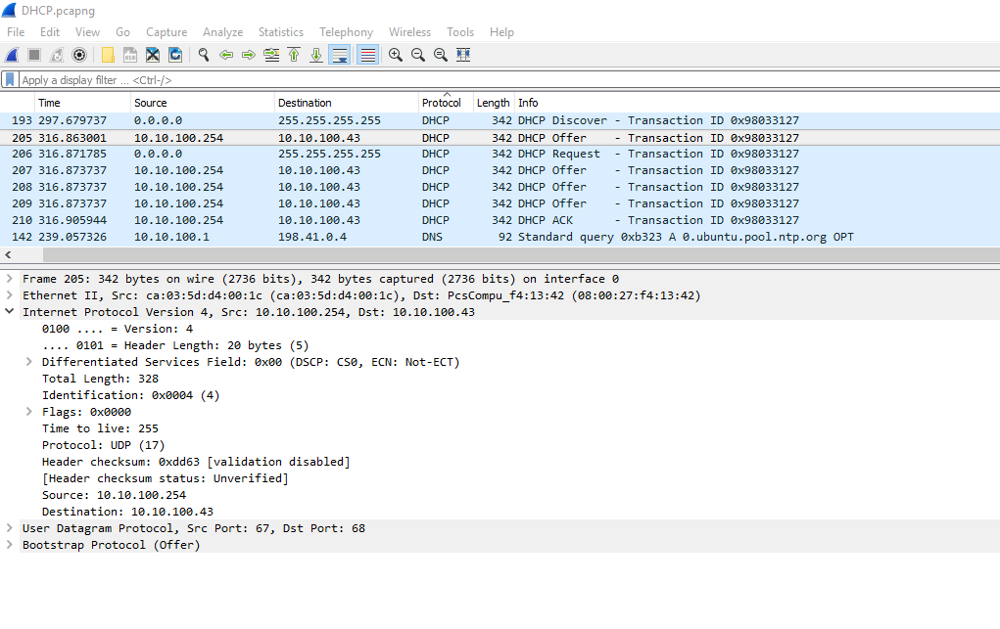 DHCP.pcapng
File Edit View Go Capture Analyze Statistics Telephony Wireless Tools Help
Apply a display filter ... <Ctrl-/>
Time Source Destination Protocol Length Info
193 297.679737 0.0.0.0 255.255.255.255 DHCP 342 DHCP Discover - Transaction ID 0x98033127
205 316.863001 10.10.100.254 10.10.100.43 DHCP 342 DHCP Offer - Transaction ID 0x98033127
206 316.871785 0.0.0.0 255.255.255.255 DHCP 342 DHCP Request - Transaction ID 0x98033127
207 316.873737 10.10.100.254 10.10.100.43 DHCP 342 DHCP Offer - Transaction ID 0x98033127
208 316.873737 10.10.100.254 10.10.100.43 DHCP 342 DHCP Offer - Transaction ID 0x98033127
209 316.873737 10.10.100.254 10.10.100.43 DHCP 342 DHCP Offer - Transaction ID 0x98033127
210 316.905944 10.10.100.254 10.10.100.43 DHCP 342 DHCP ACK - Transaction ID 0x98033127
142 239.057326 10.10.100.1 198.41.0.4 DNS 92 Standard query 0xb323 A 0.ubuntu.pool.ntp.org OPT
Frame 205: 342 bytes on wire (2736 bits), 342 bytes captured (2736 bits) on interface 0
Ethernet II, Src: ca:03:5d:d4:00:1c (ca:03:5d:d4:00:1c), Dst: PcsCompu_f4:13:42 (08:00:27:f4:13:42)
Internet Protocol Version 4, Src: 10.10.100.254, Dst: 10.10.100.43
0100 .... = Version: 4
.... 0101 = Header Length: 20 bytes (5)
Differentiated Services Field: 0x00 (DSCP: CS0, ECN: Not-ECT)
Total Length: 328
Identification: 0x0004 (4)
Flags: 0x0000
Time to live: 255
Protocol: UDP (17)
Header checksum: 0xdd63 [validation disabled]
[Header checksum status: Unverified]
Source: 10.10.100.254
Destination: 10.10.100.43
User Datagram Protocol, Src Port: 67, Dst Port: 68
Bootstrap Protocol (Offer)